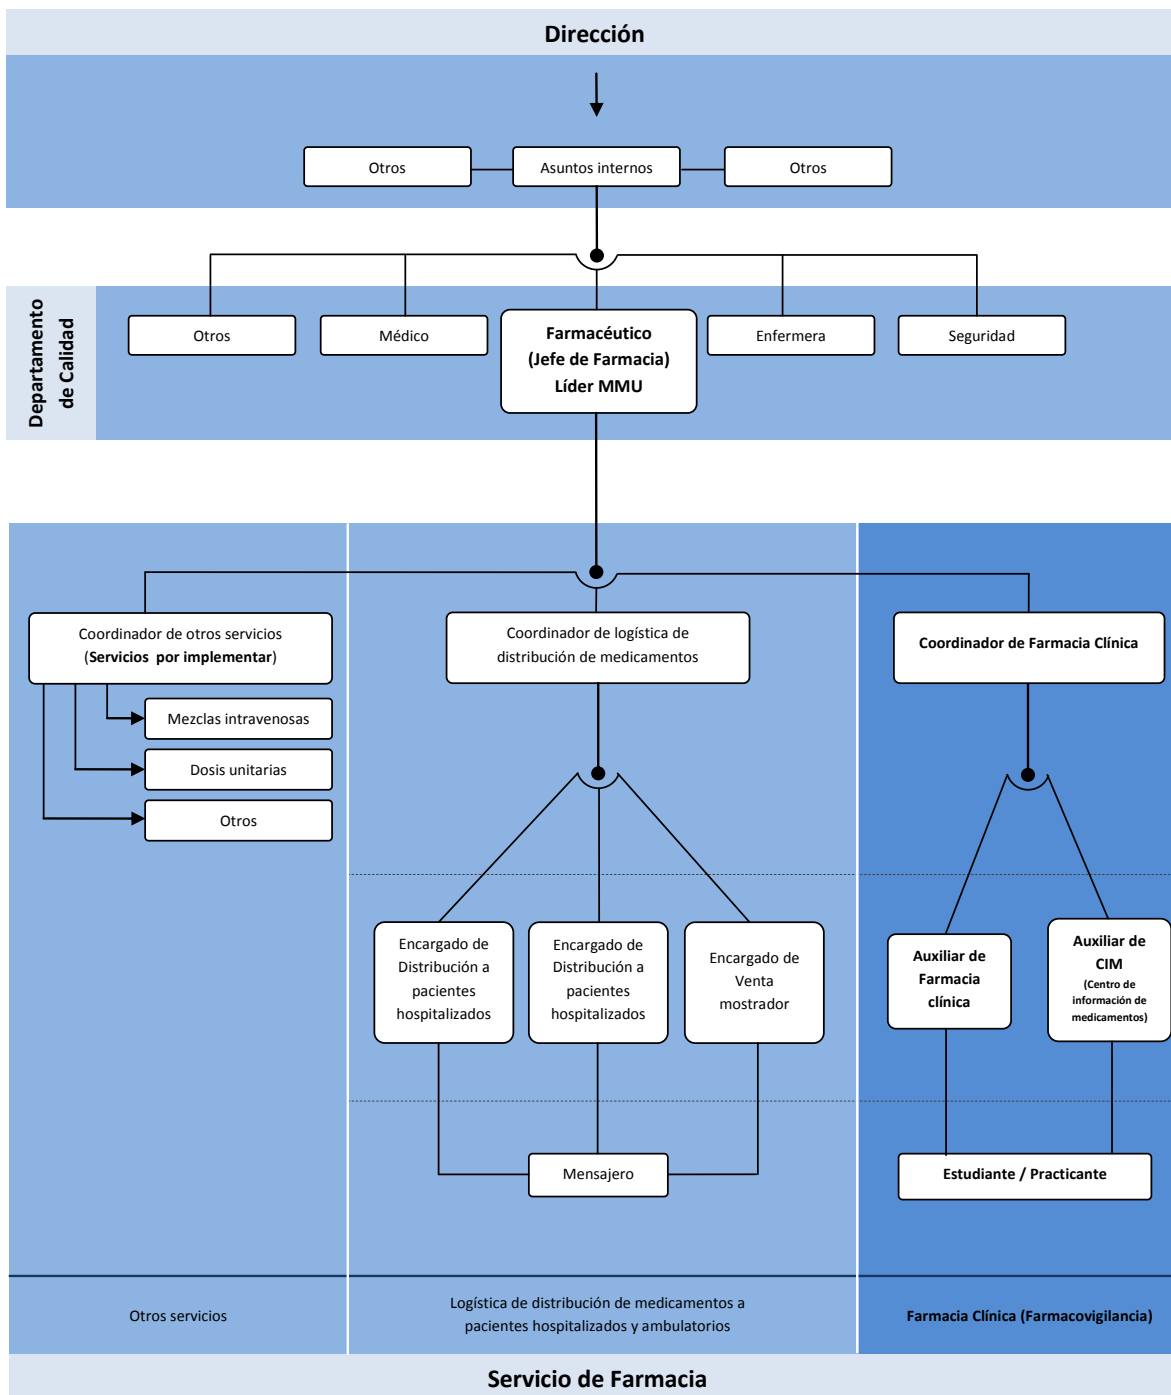 Dirección
Otros
Asuntos internos
Otros
Departamento
de Calidad
Otros
Médico
Farmacéutico
(Jefe de Farmacia)
Líder MMU
Enfermera
Seguridad
Coordinador de otros servicios
(Servicios por implementar)
Mezclas intravenosas
Dosis unitarias
Otros
Coordinador de logística de
distribución de medicamentos
Coordinador de Farmacia Clínica
Encargado de
Distribución a
pacientes
hospitalizados
Encargado de
Distribución a
pacientes
hospitalizados
Encargado de
Venta
mostrador
Auxiliar de
Farmacia
clínica
Auxiliar de
CIM
(Centro de
información de
medicamentos)
Mensajero
Estudiante / Practicante
Otros servicios
Logística de distribución de medicamentos a
pacientes hospitalizados y ambulatorios
Farmacia Clínica (Farmacovigilancia)
Servicio de Farmacia